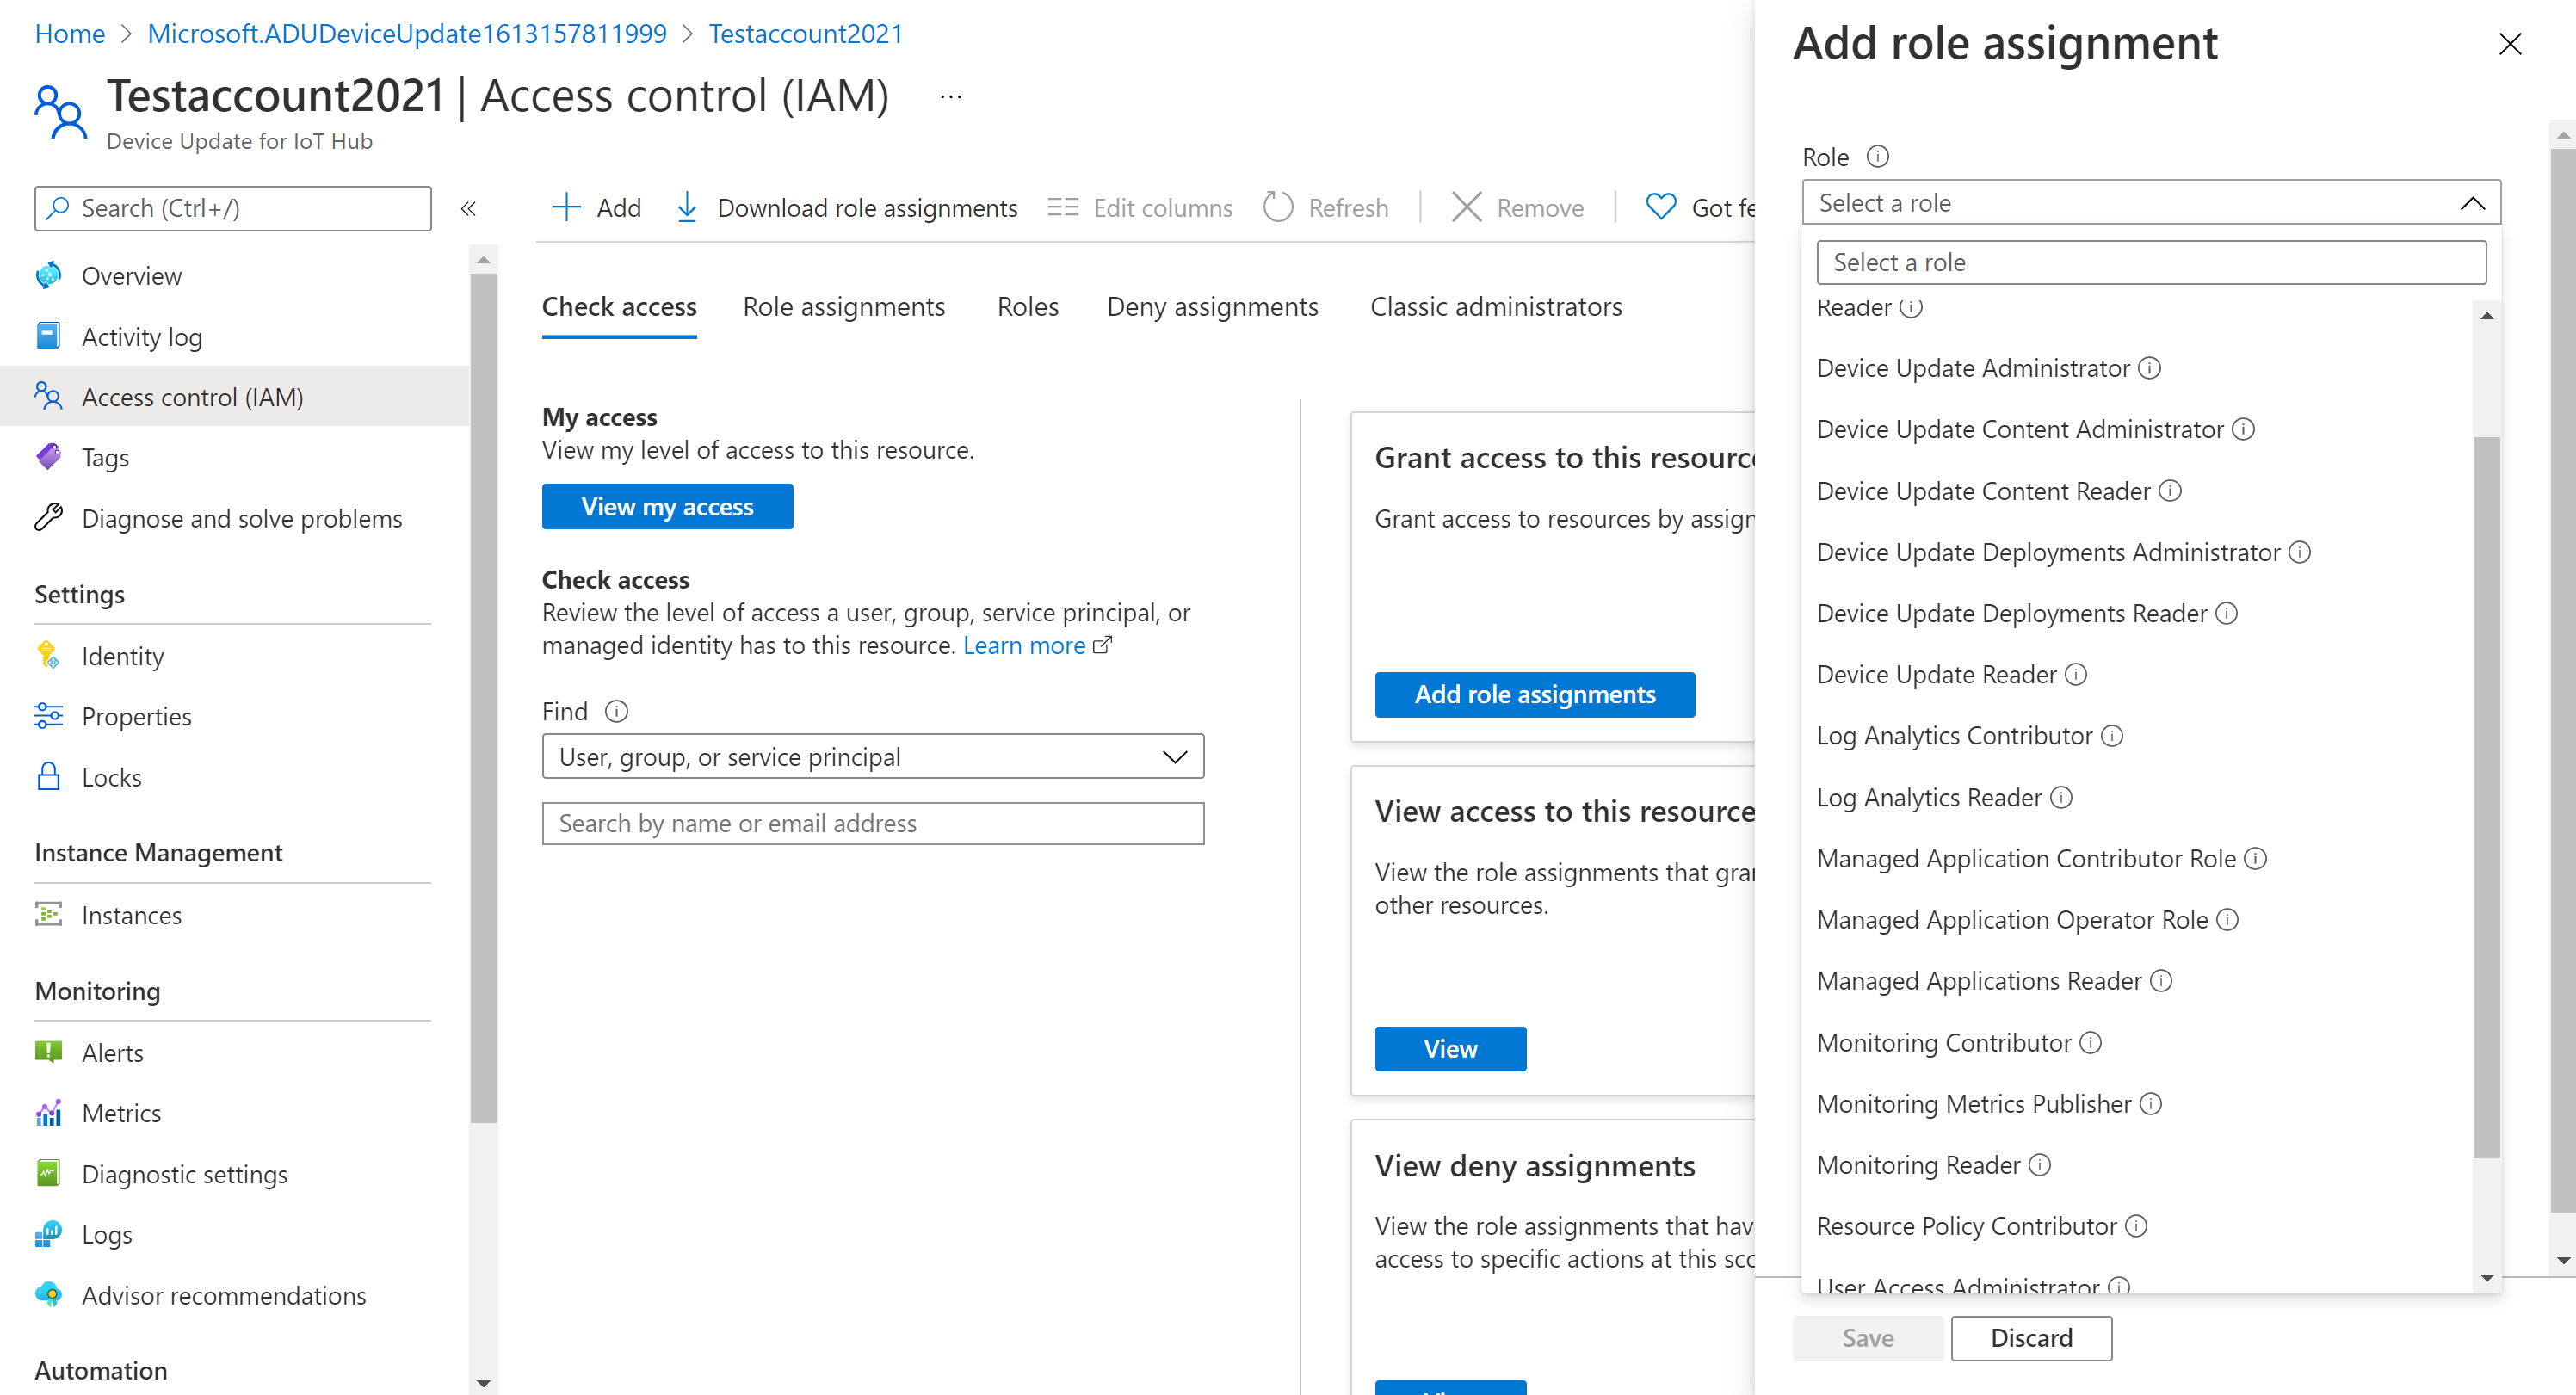 Home > Microsoft.ADUDeviceUpdate1613157811999 > Testaccount2021
Testaccount2021 | Access control (IAM) ...
Device Update for IoT Hub
Search (Ctrl+/)
Overview
Activity log
Access control (IAM)
Tags
Diagnose and solve problems
Settings
Identity
Properties
Locks
Instance Management
Instances
Monitoring
Alerts
Metrics
Diagnostic settings
Logs
Advisor recommendations
Automation
Add
Download role assignments
Edit columns
Refresh
Remove
Got fe
Check access
Role assignments
Roles
Deny assignments
Classic administrators
My access
View my level of access to this resource.
View my access
Check access
Review the level of access a user, group, service principal, or
managed identity has to this resource. Learn more
Find
User, group, or service principal
Search by name or email address
Grant access to this resourc
Grant access to resources by assign
Add role assignments
View access to this resource
View the role assignments that gra
other resources.
View
View deny assignments
View the role assignments that hav
access to specific actions at this sco
Add role assignment
Role
Select a role
Select a role
Reader
Device Update Administrator
Device Update Content Administrator
Device Update Content Reader
Device Update Deployments Administrator
Device Update Deployments Reader
Device Update Reader
Log Analytics Contributor
Log Analytics Reader
Managed Application Contributor Role
Managed Application Operator Role
Managed Applications Reader
Monitoring Contributor
Monitoring Metrics Publisher
Monitoring Reader
Resource Policy Contributor
User Access Administrator
Save
Discard